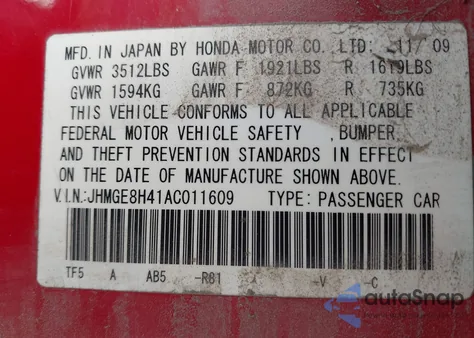 MFD. IN JAPAN BY HONDA MOTOR CO., LTD: 11/ 09
GVWR 3512LBS GAWR F 1921LBS R 1619LBS
GVWR 1594KG GAWR F 872KG R 735KG
THIS VEHICLE CONFORMS TO ALL APPLICABLE
FEDERAL MOTOR VEHICLE SAFETY , BUMPER,
AND THEFT PREVENTION STANDARDS IN EFFECT
ON THE DATE OF MANUFACTURE SHOWN ABOVE.
V.I.N.:JHMGE8H41AC011609 TYPE: PASSENGER CAR
TF5 A AB5 -R81 -V -C
autoSnap